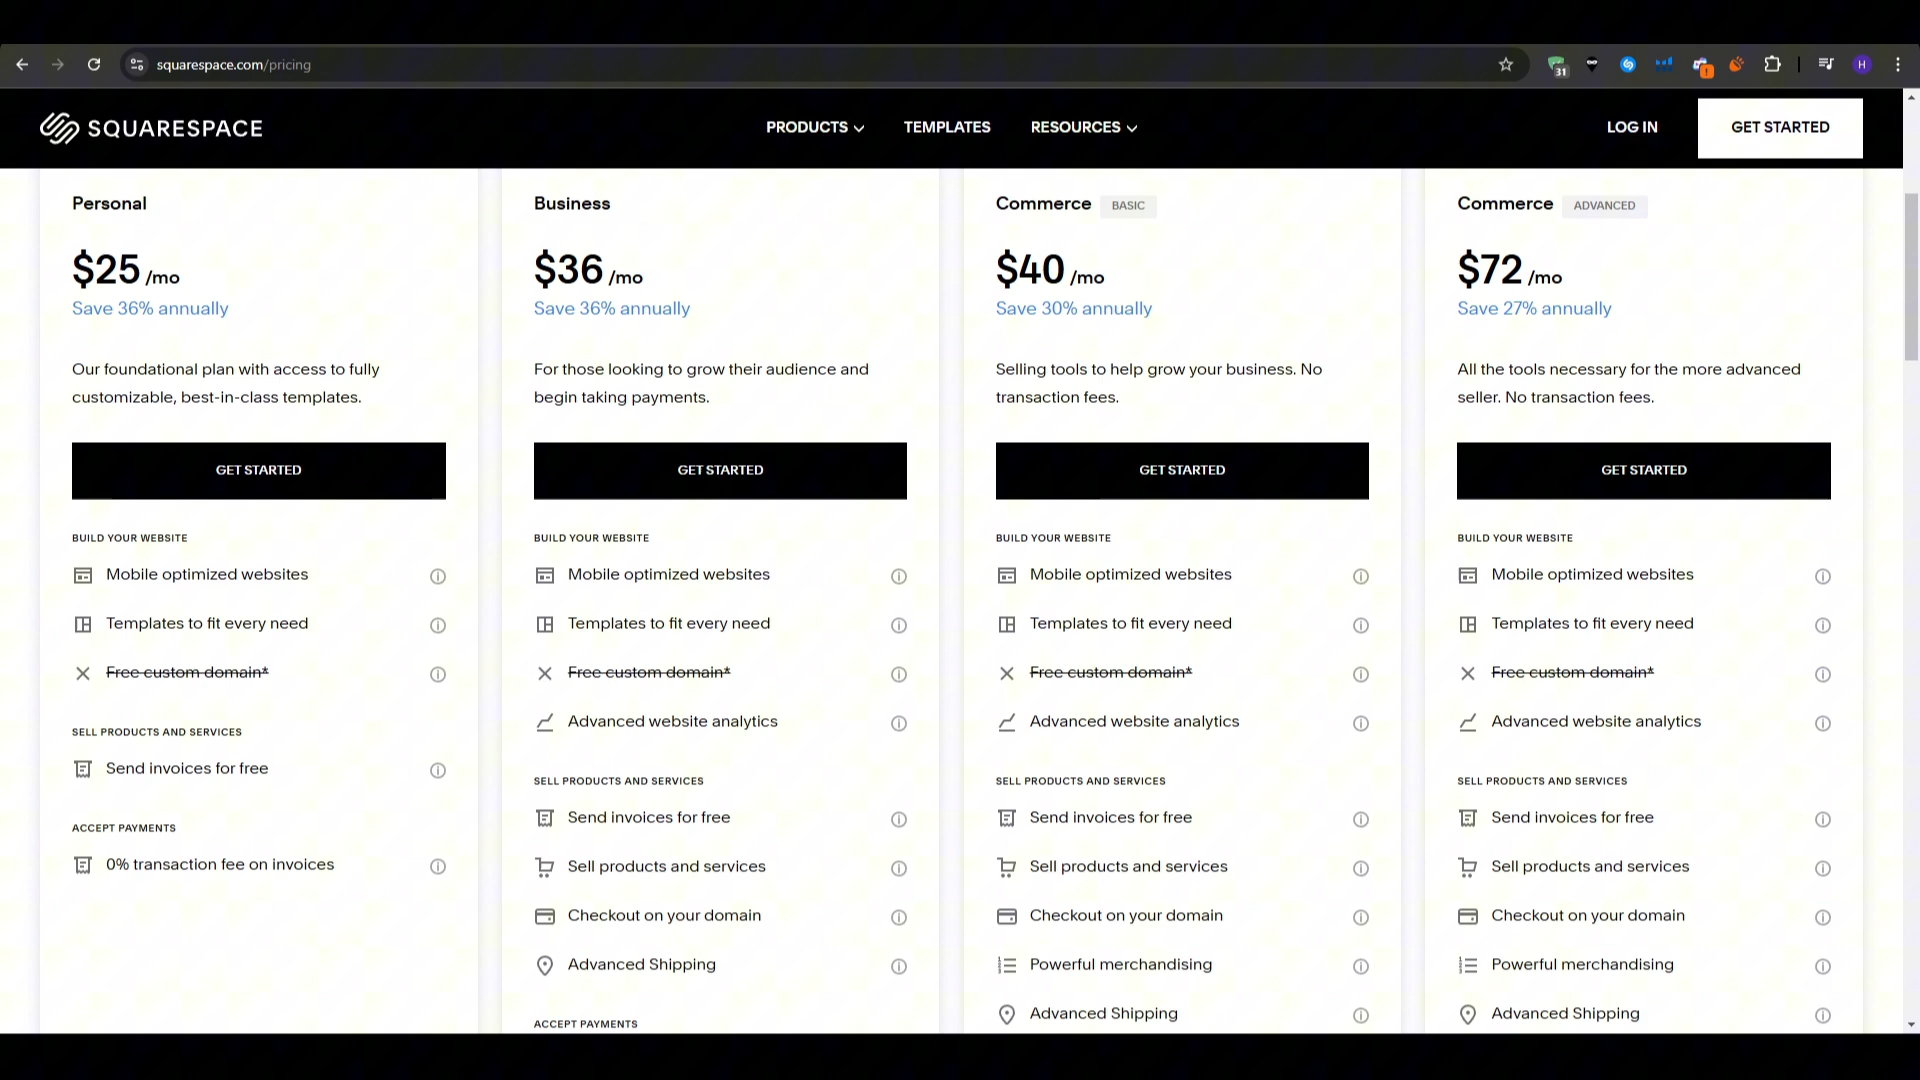 squarespace.com/pricing
31
H
SQUARESPACE
PRODUCTS
TEMPLATES
RESOURCES
LOG IN
GET STARTED
Personal
$25 /mo
Save 36% annually
Our foundational plan with access to fully
customizable, best-in-class templates.
GET STARTED
BUILD YOUR WEBSITE
Mobile optimized websites
Templates to fit every need
Free custom domain*
SELL PRODUCTS AND SERVICES
Send invoices for free
ACCEPT PAYMENTS
0% transaction fee on invoices
Business
$36 /mo
Save 36% annually
For those looking to grow their audience and
begin taking payments.
GET STARTED
BUILD YOUR WEBSITE
Mobile optimized websites
Templates to fit every need
Free custom domain*
Advanced website analytics
SELL PRODUCTS AND SERVICES
Send invoices for free
Sell products and services
Checkout on your domain
Advanced Shipping
ACCEPT PAYMENTS
Commerce BASIC
$40 /mo
Save 30% annually
Selling tools to help grow your business. No
transaction fees.
GET STARTED
BUILD YOUR WEBSITE
Mobile optimized websites
Templates to fit every need
Free custom domain*
Advanced website analytics
SELL PRODUCTS AND SERVICES
Send invoices for free
Sell products and services
Checkout on your domain
Powerful merchandising
Advanced Shipping
Commerce ADVANCED
$72 /mo
Save 27% annually
All the tools necessary for the more advanced
seller. No transaction fees.
GET STARTED
BUILD YOUR WEBSITE
Mobile optimized websites
Templates to fit every need
Free custom domain*
Advanced website analytics
SELL PRODUCTS AND SERVICES
Send invoices for free
Sell products and services
Checkout on your domain
Powerful merchandising
Advanced Shipping